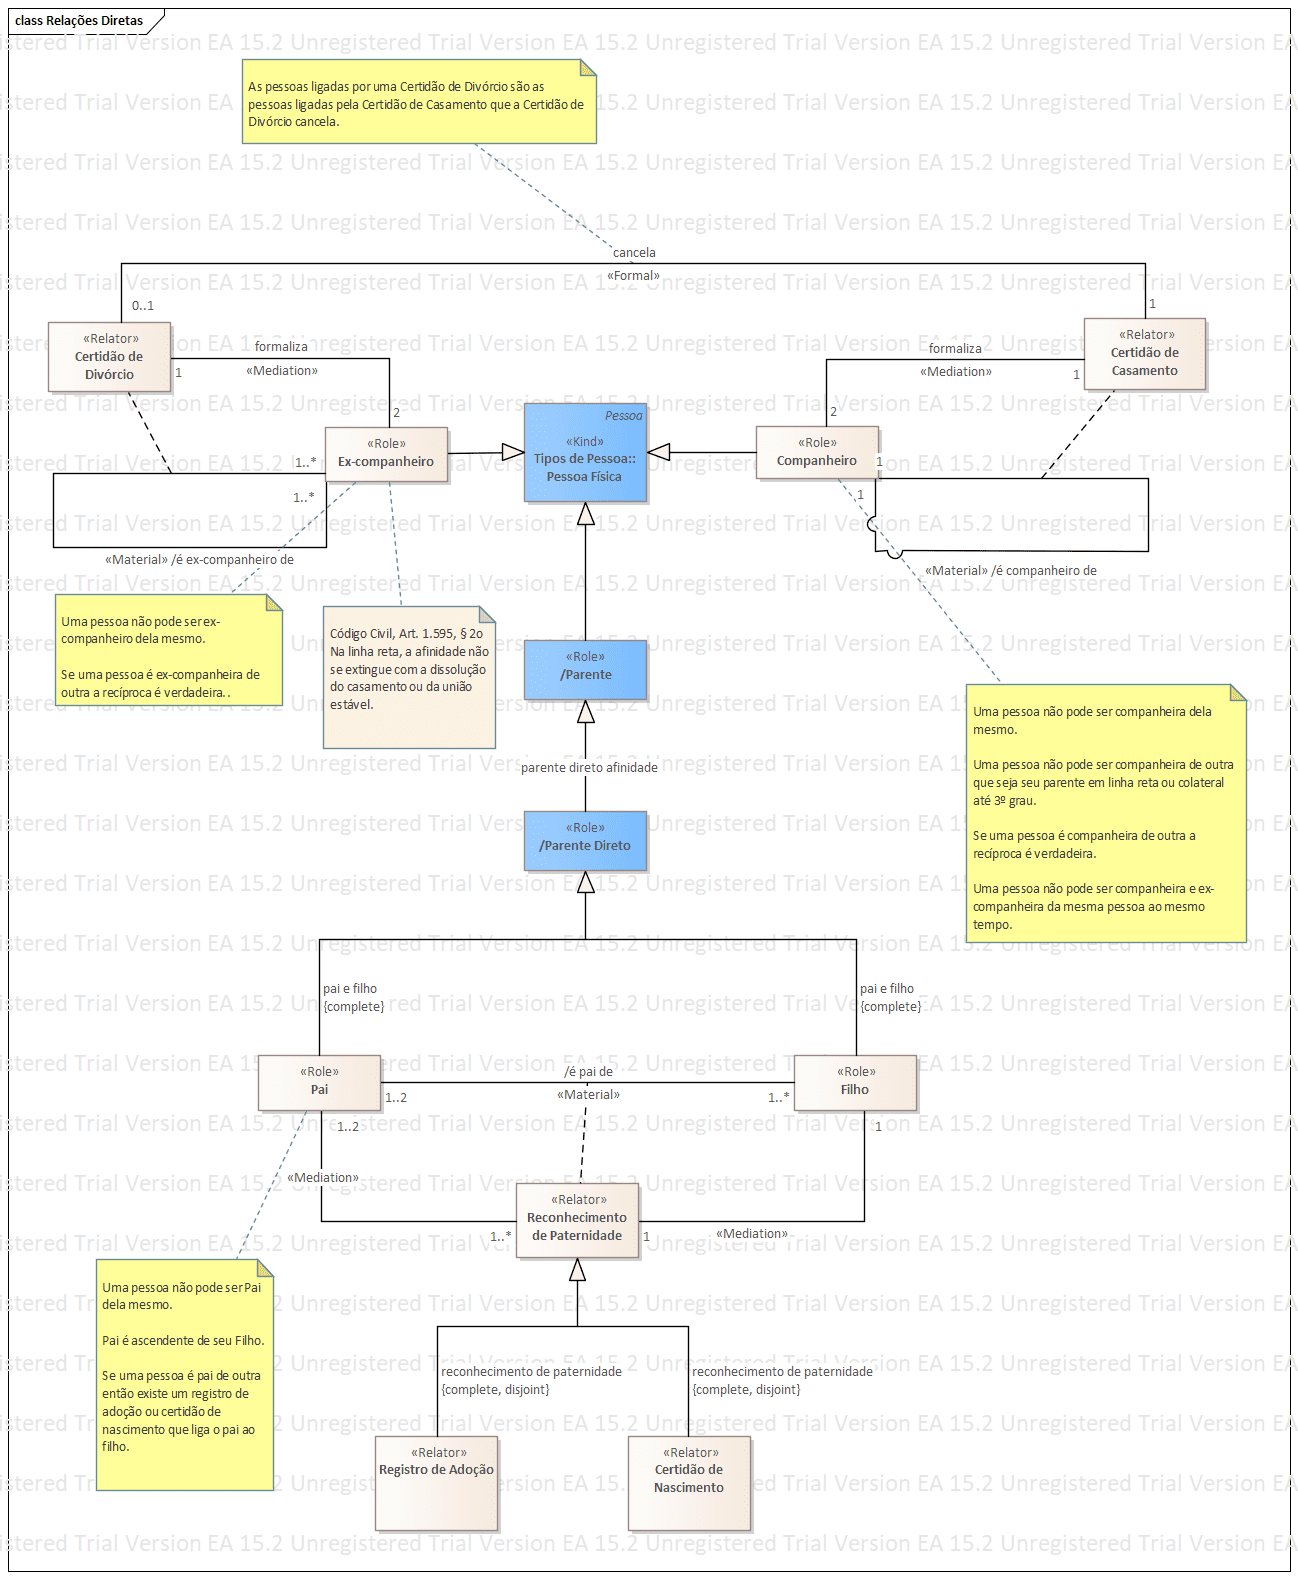 class Relações Diretas
As pessoas ligadas por uma Certidão de Divórcio são as
pessoas ligadas pela Certidão de Casamento que a Certidão de
Divórcio cancela.
cancela
«Formal»
0..1
1
«Relator»
Certidão de
Divórcio
formaliza
«Mediation»
1
2
«Relator»
Certidão de
Casamento
formaliza
«Mediation»
1
2
Pessoa
«Kind»
Tipos de Pessoa::
Pessoa Física
«Role»
Ex-companheiro
1..*
1..*
«Material» /é ex-companheiro de
«Role»
Companheiro
1
1
«Material» /é companheiro de
Uma pessoa não pode ser ex-
companheiro dela mesmo.
Se uma pessoa é ex-companheira de
outra a recíproca é verdadeira..
Código Civil, Art. 1.595, § 2o
Na linha reta, a afinidade não
se extingue com a dissolução
do casamento ou da união
estável.
«Role»
/Parente
Uma pessoa não pode ser companheira dela
mesmo.
Uma pessoa não pode ser companheira de outra
que seja seu parente em linha reta ou colateral
até 3º grau.
Se uma pessoa é companheira de outra a
recíproca é verdadeira.
Uma pessoa não pode ser companheira e ex-
companheira da mesma pessoa ao mesmo
tempo.
parente direto afinidade
«Role»
/Parente Direto
pai e filho
{complete}
pai e filho
{complete}
«Role»
Pai
/é pai de
«Material»
1..2
1..*
«Role»
Filho
1..2
1
«Mediation»
«Mediation»
«Relator»
Reconhecimento
de Paternidade
1..*
1
Uma pessoa não pode ser Pai
dela mesmo.
Pai é ascendente de seu Filho.
Se uma pessoa é pai de outra
então existe um registro de
adoção ou certidão de
nascimento que liga o pai ao
filho.
reconhecimento de paternidade
{complete, disjoint}
reconhecimento de paternidade
{complete, disjoint}
«Relator»
Registro de Adoção
«Relator»
Certidão de
Nascimento
Unregistered Trial Version EA 15.2